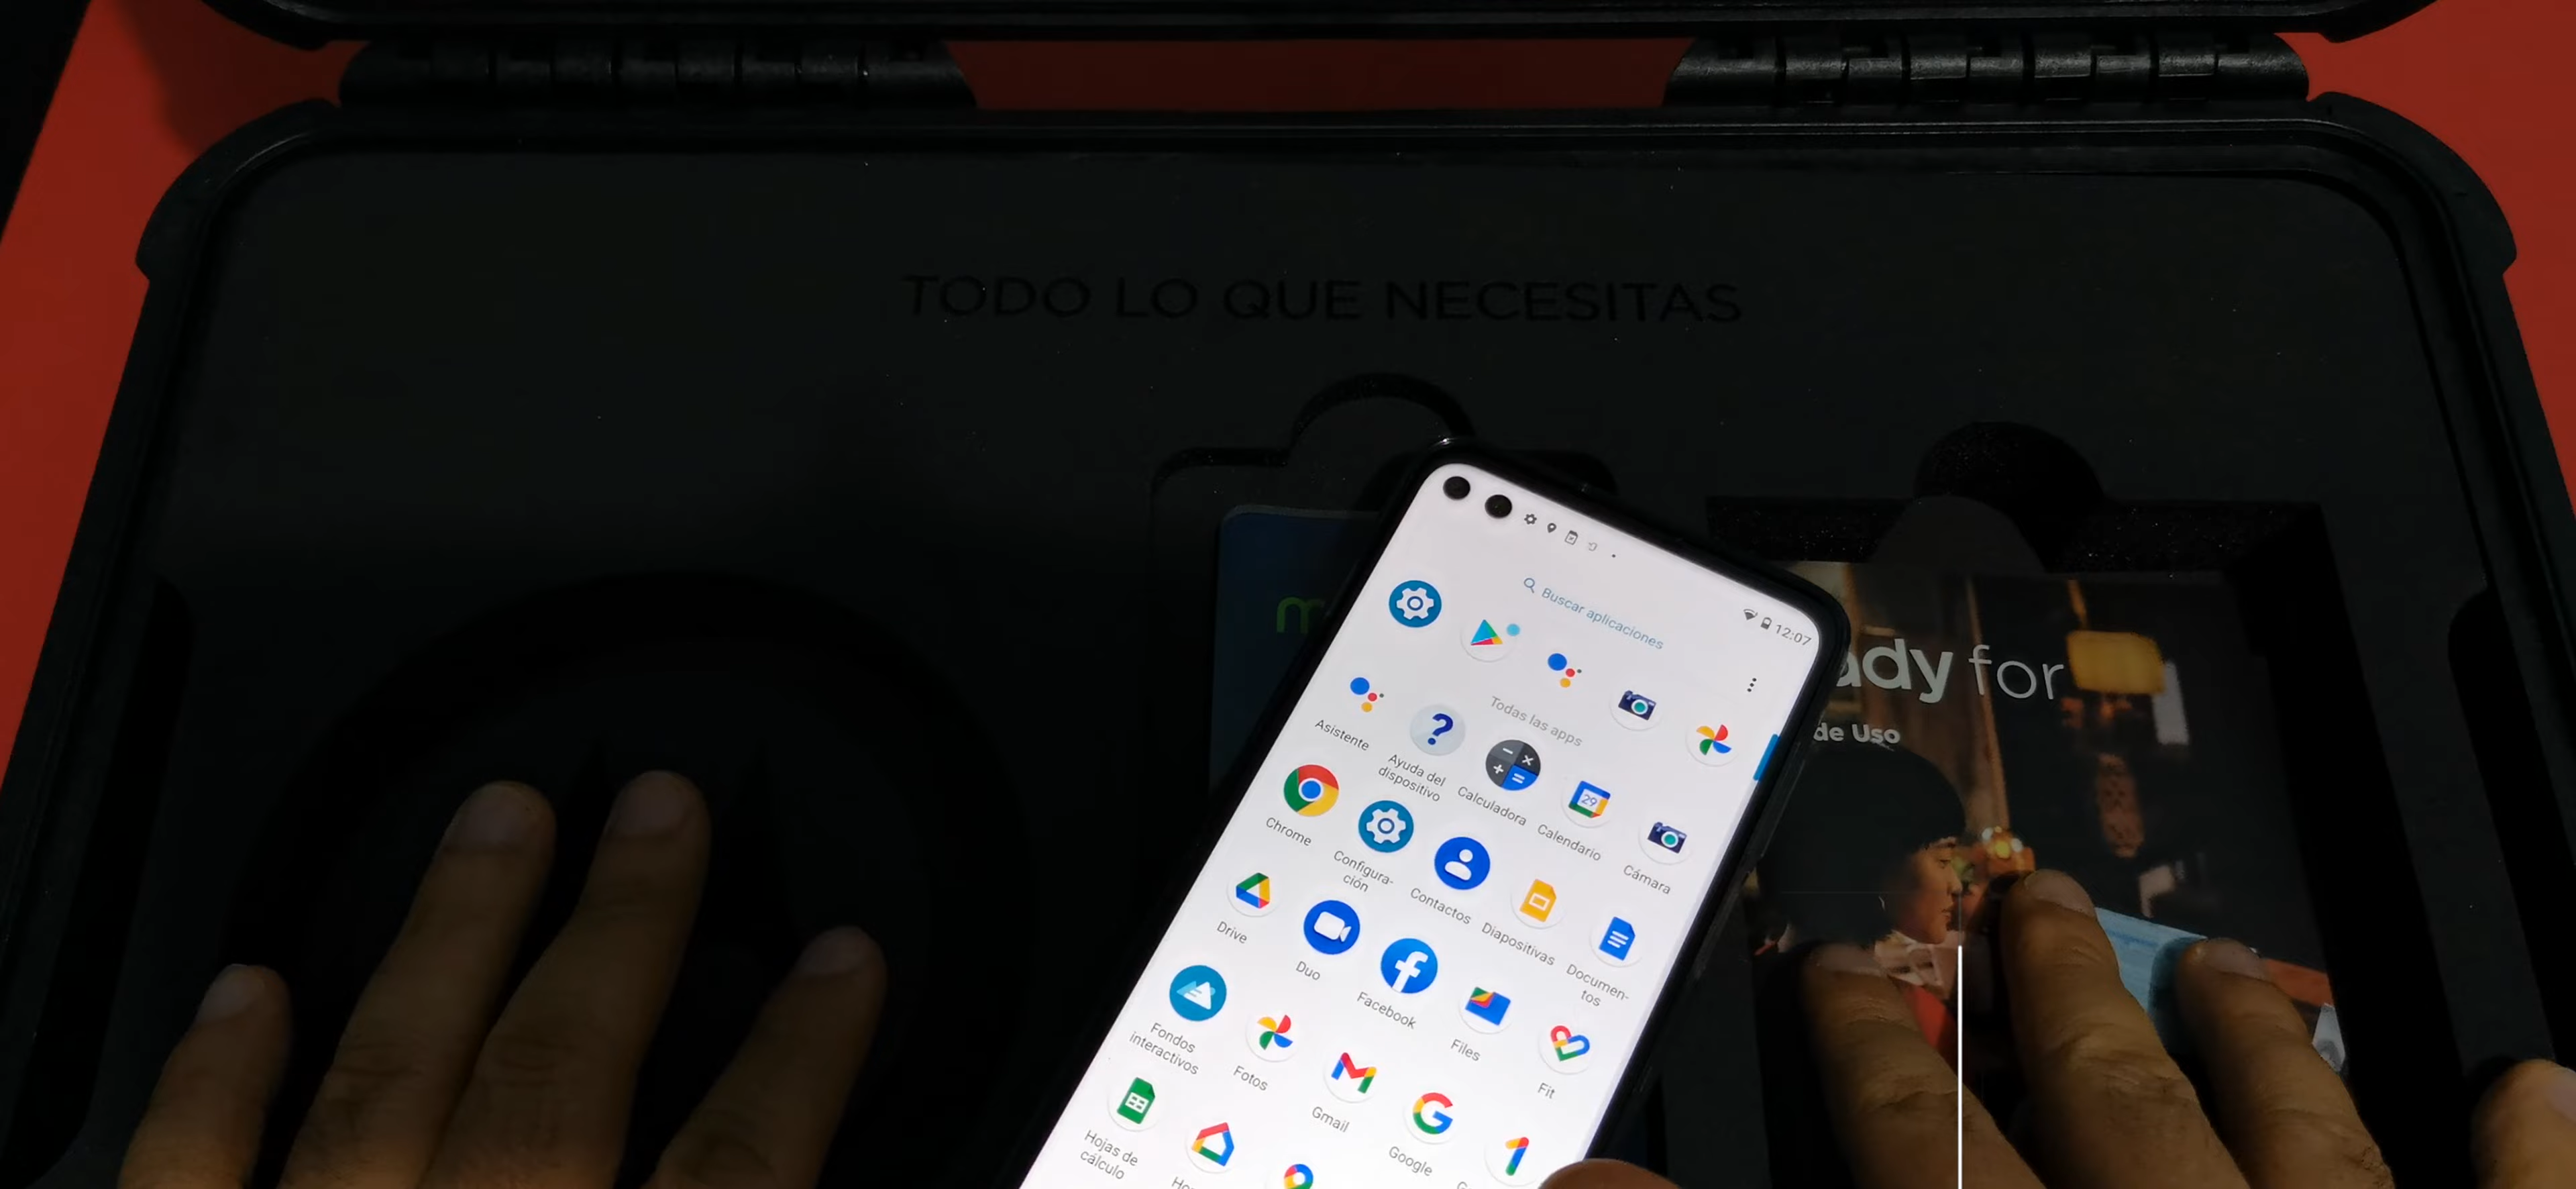 TODO LO QUE NECESITAS
12:07
Buscar aplicaciones
Todas las apps
Asistente
Ayuda del
dispositivo
Calculadora
Calendario
29
Cámara
Chrome
Configura-
ción
Contactos
Diapositivas
Documen-
tos
Drive
Duo
Facebook
Files
Fit
Fondos
interactivos
Fotos
Gmail
Google
Hojas de
cálculo
ady for
de Uso